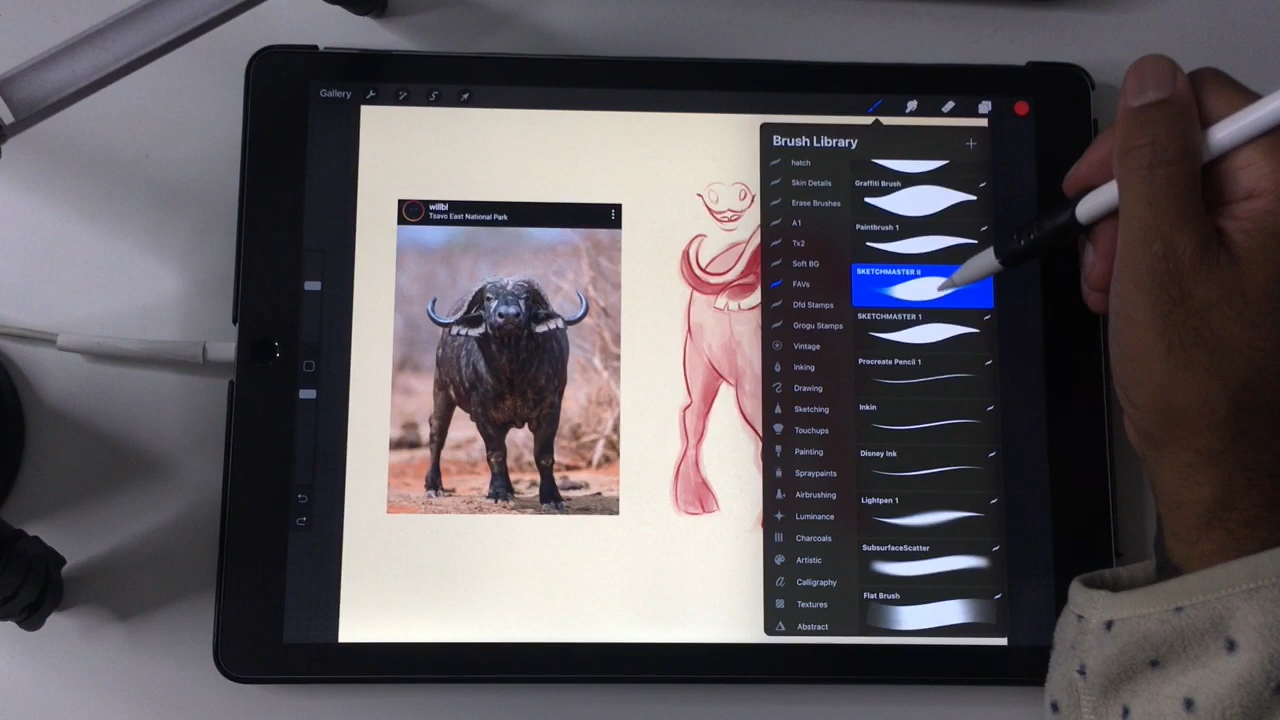 Gallery
willbl
Tsavo East National Park
Brush Library
hatch
Skin Details
Erase Brushes
A1
Tx2
Soft BG
FAVs
Dfd Stamps
Grogu Stamps
Vintage
Inking
Drawing
Sketching
Touchups
Painting
Spraypaints
Airbrushing
Luminance
Charcoals
Artistic
Calligraphy
Textures
Abstract
Graffiti Brush
Paintbrush 1
SKETCHMASTER II
SKETCHMASTER 1
Procreate Pencil 1
Inkin
Disney Ink
Lightpen 1
SubsurfaceScatter
Flat Brush